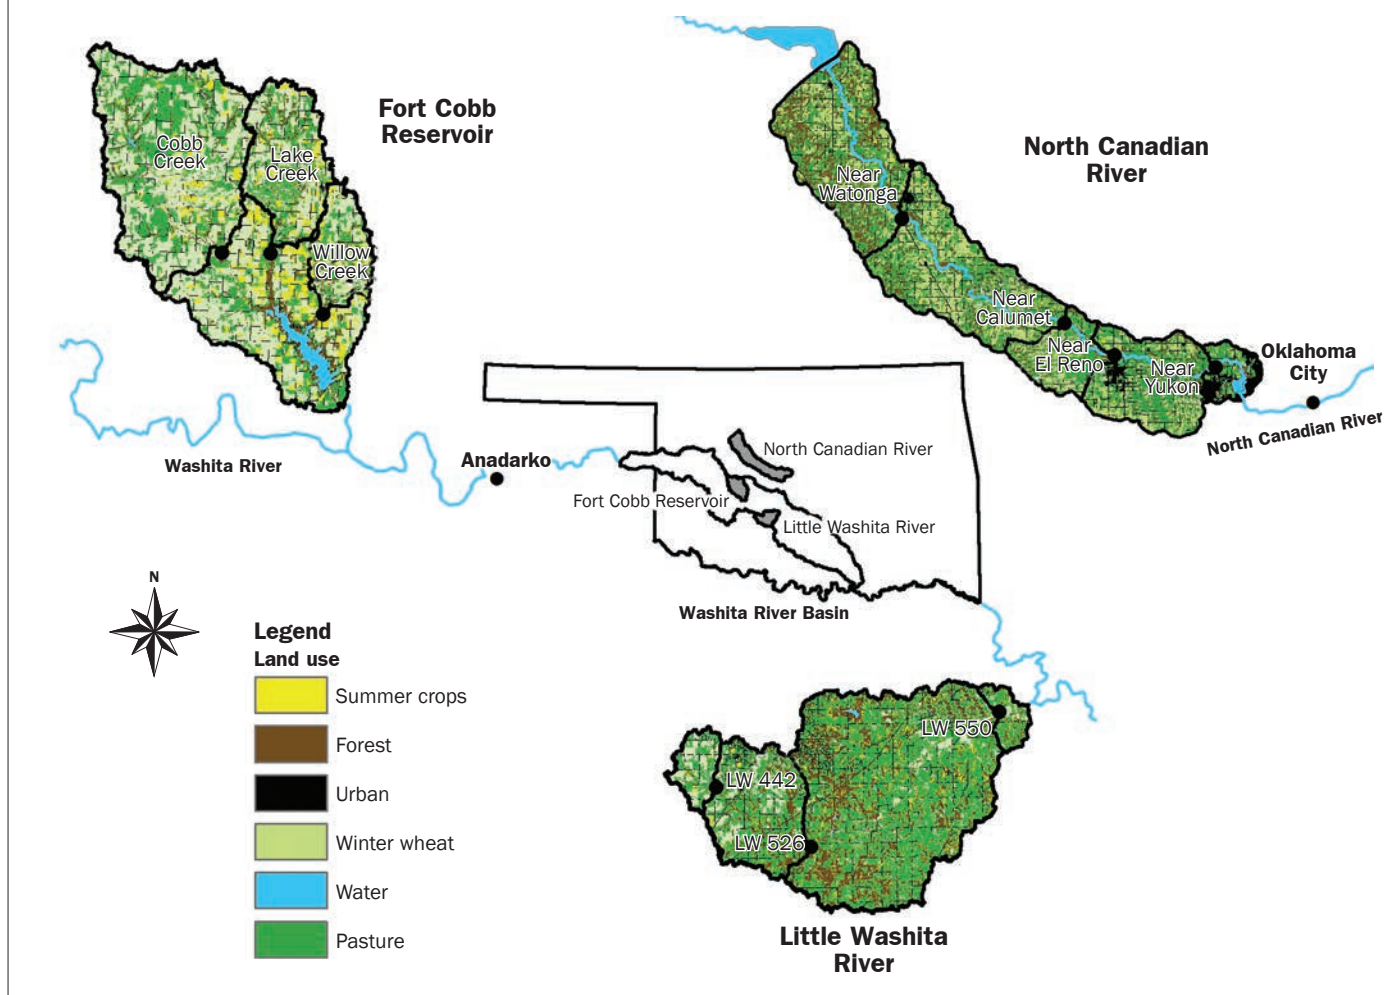 Fort Cobb
Reservoir
Cobb
Creek
Lake
Creek
Willow
Creek
North Canadian
River
Near
Watonga
Near
Calumet
Near
El Reno
Near
Yukon
Oklahoma
City
North Canadian River
Washita River
Anadarko
North Canadian River
Fort Cobb Reservoir
Little Washita River
Washita River Basin
N
Legend
Land use
Summer crops
Forest
Urban
Winter wheat
Water
Pasture
LW 550
LW 442
LW 526
Little Washita
River